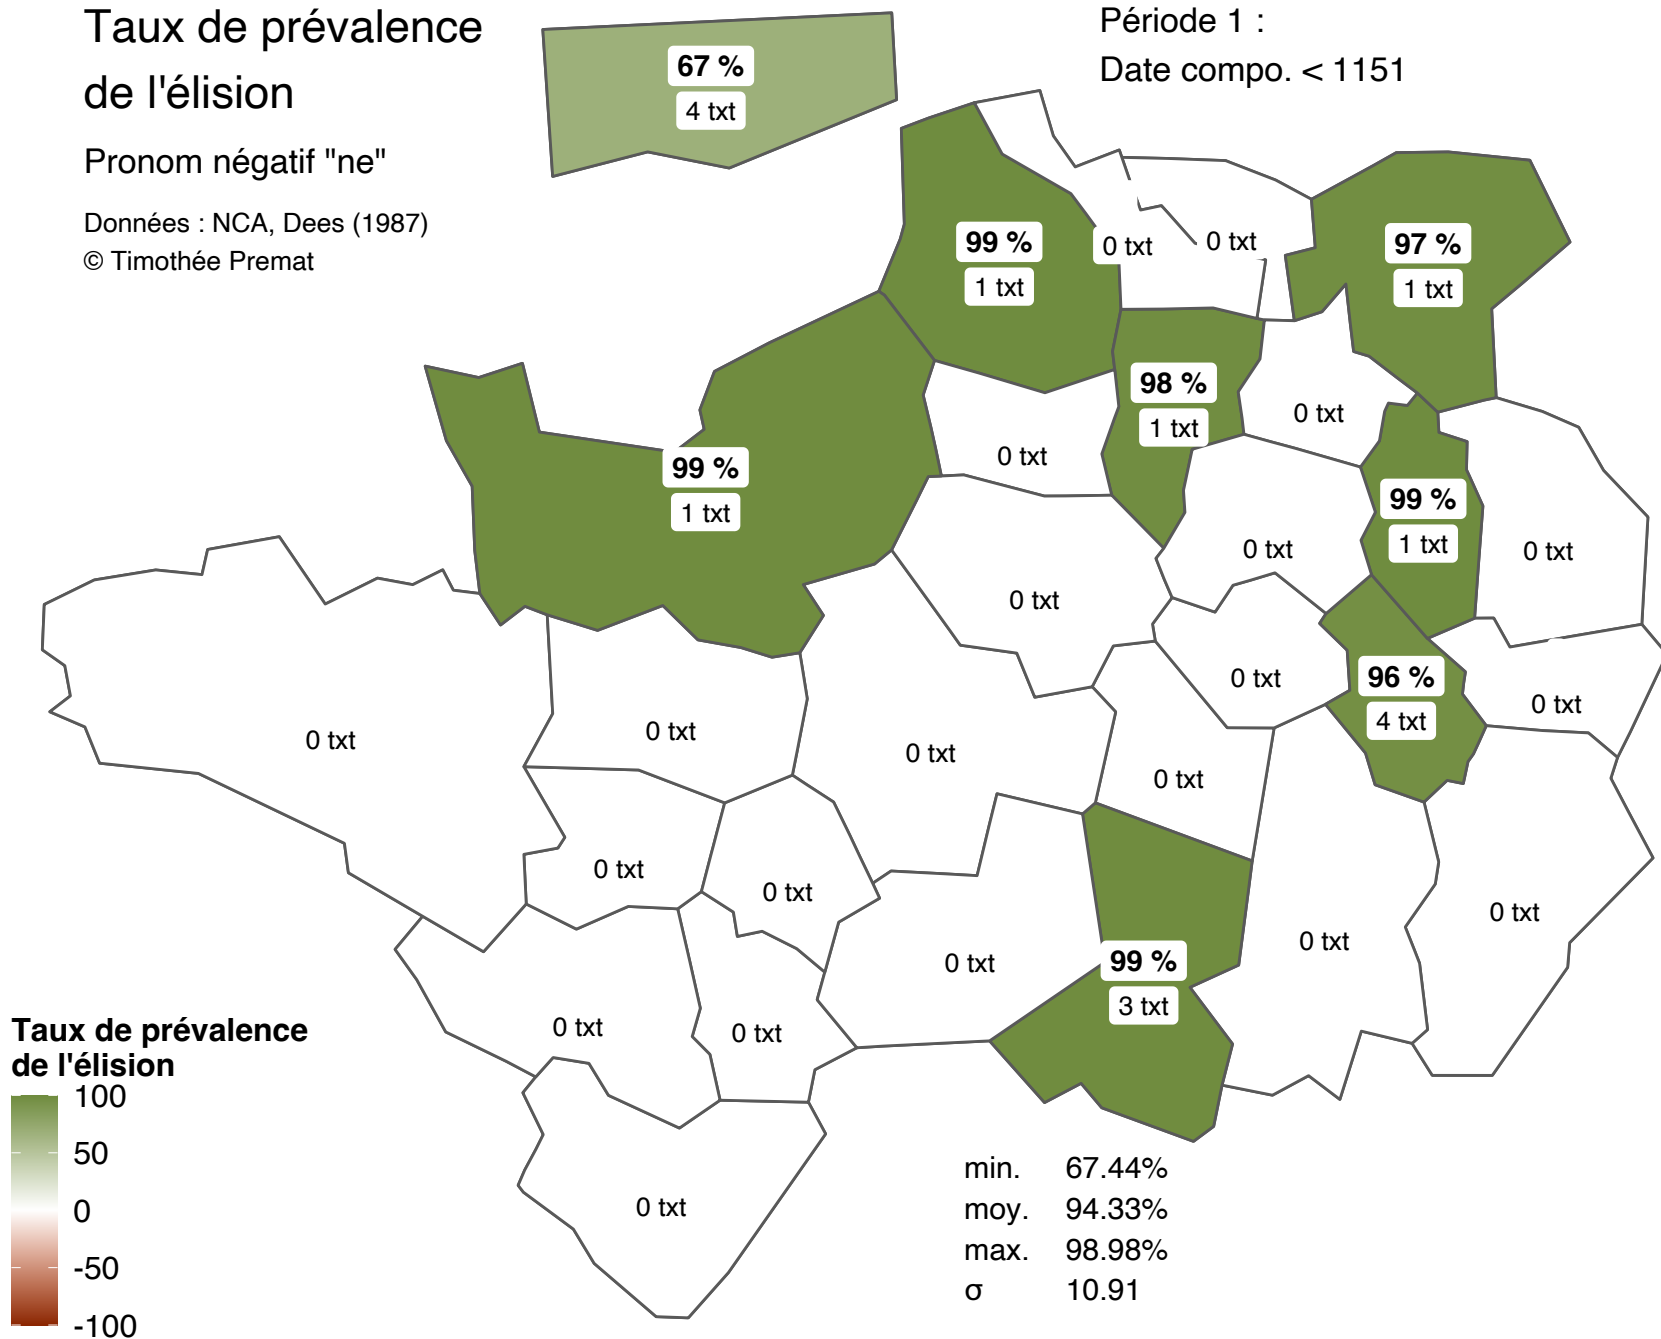 Taux de prévalence
de l'élision
Pronom négatif "ne"
Données : NCA, Dees (1987)
© Timothée Premat
Période 1 :
Date compo. < 1151
67 %
4 txt
99 %
1 txt
0 txt
0 txt
97 %
1 txt
98 %
1 txt
0 txt
0 txt
99 %
1 txt
99 %
1 txt
0 txt
0 txt
0 txt
0 txt
96 %
4 txt
0 txt
0 txt
0 txt
0 txt
0 txt
0 txt
0 txt
0 txt
0 txt
99 %
3 txt
0 txt
0 txt
0 txt
0 txt
0 txt
Taux de prévalence
de l'élision
100
50
0
-50
-100
min. 67.44%
moy. 94.33%
max. 98.98%
σ 10.91